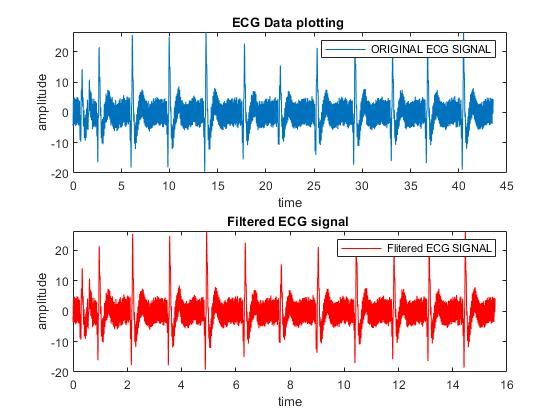 ECG Data plotting
ORIGINAL ECG SIGNAL
amplitude
20
10
0
-10
-20
0 5 10 15 20 25 30 35 40 45
time
Filtered ECG signal
Flitered ECG SIGNAL
amplitude
20
10
0
-10
-20
0 2 4 6 8 10 12 14 16
time